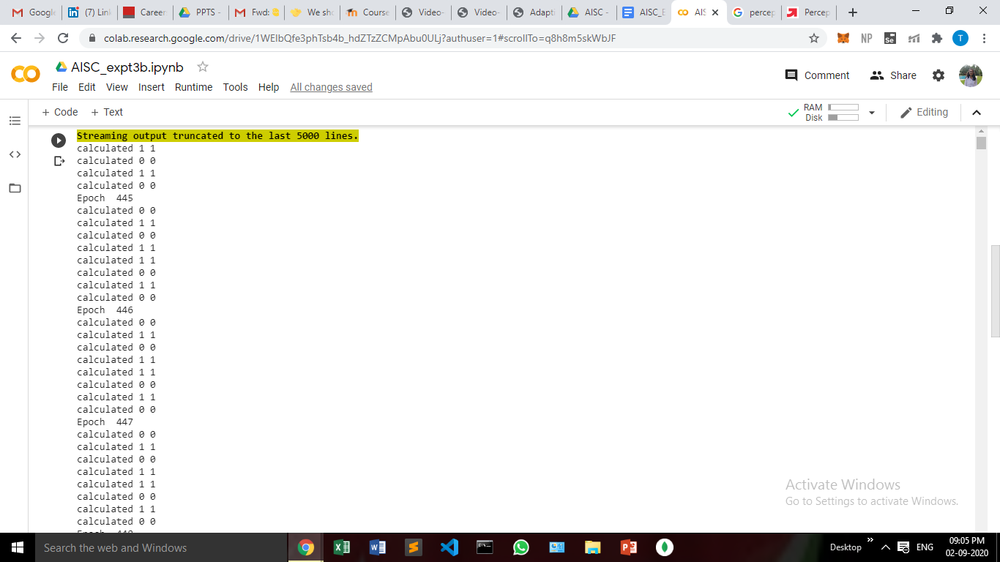 Google
(7) Link
Career
PPTS -
Fwd:
We sho
Course
Video-
Video-
Adapti
AISC -
AISC_E
AIS
percep
Percep
colab.research.google.com/drive/1WEIbQfe3phTsb4b_hdZTzZCMpAbu0ULj?authuser=1#scrollTo=q8h8m5skWbJF
NP
Se
T
AISC_expt3b.ipynb
Comment
Share
File Edit View Insert Runtime Tools Help All changes saved
+ Code + Text
RAM
Disk
Editing
Streaming output truncated to the last 5000 lines.
calculated 1 1
calculated 0 0
calculated 1 1
calculated 0 0
Epoch  445
calculated 0 0
calculated 1 1
calculated 0 0
calculated 1 1
calculated 1 1
calculated 0 0
calculated 1 1
calculated 0 0
Epoch  446
calculated 0 0
calculated 1 1
calculated 0 0
calculated 1 1
calculated 1 1
calculated 0 0
calculated 1 1
calculated 0 0
Epoch  447
calculated 0 0
calculated 1 1
calculated 0 0
calculated 1 1
calculated 1 1
calculated 0 0
calculated 1 1
calculated 0 0
Activate Windows
Go to Settings to activate Windows.
Search the web and Windows
Desktop
ENG
09:05 PM
02-09-2020